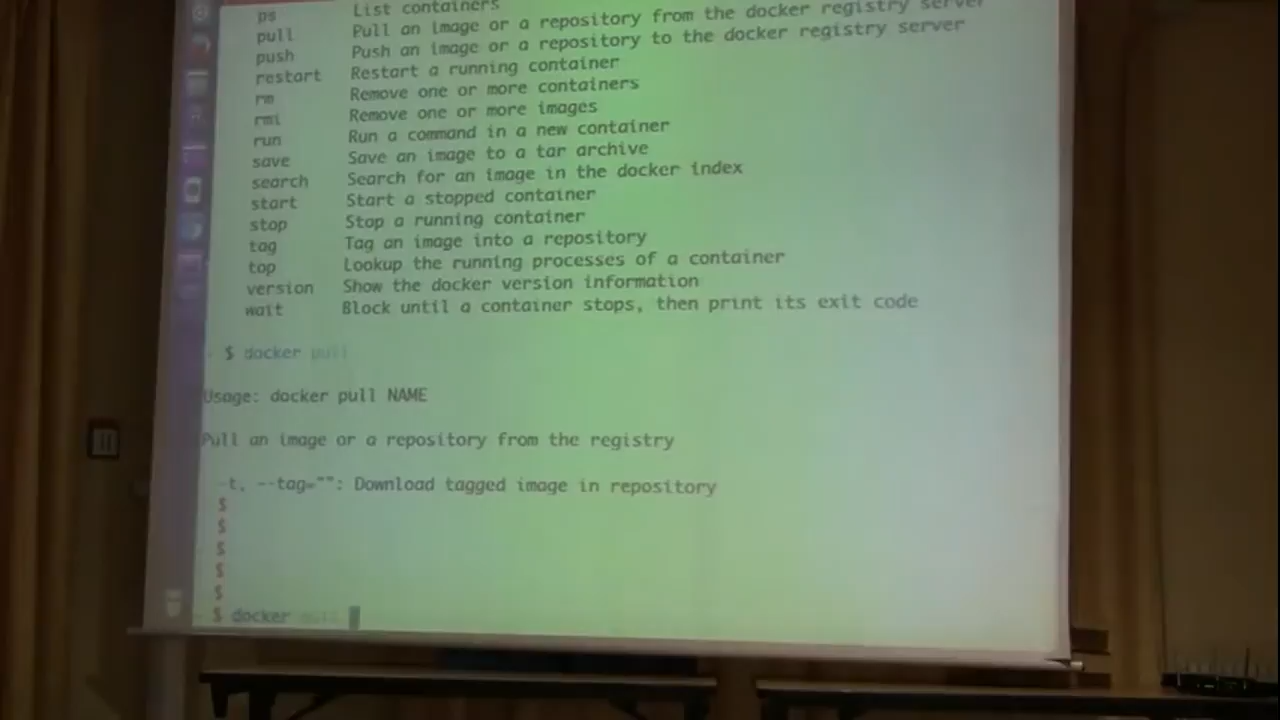 ps List containers
pull Pull an image or a repository from the docker registry server
push Push an image or a repository to the docker registry server
restart Restart a running container
rm Remove one or more containers
rmi Remove one or more images
run Run a command in a new container
save Save an image to a tar archive
search Search for an image in the docker index
start Start a stopped container
stop Stop a running container
tag Tag an image into a repository
top Lookup the running processes of a container
version Show the docker version information
wait Block until a container stops, then print its exit code
$ docker pull
Usage: docker pull NAME
Pull an image or a repository from the registry
-t, --tag="": Download tagged image in repository
$
$
$
$
$
$ docker